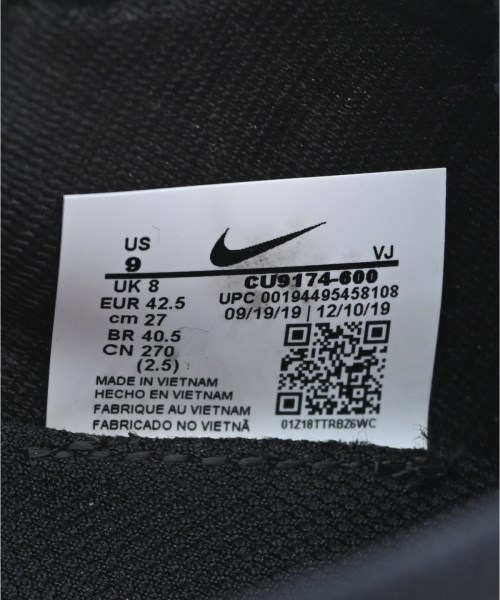 US
9
VJ
UK 8
CU9174-600
EUR 42.5
UPC 00194495458108
cm 27
09/19/19 | 12/10/19
BR 40.5
CN 270
(2.5)
MADE IN VIETNAM
HECHO EN VIETNAM
FABRIQUE AU VIETNAM
FABRICADO NO VIETNÃ
01Z18TTRBZ6WC